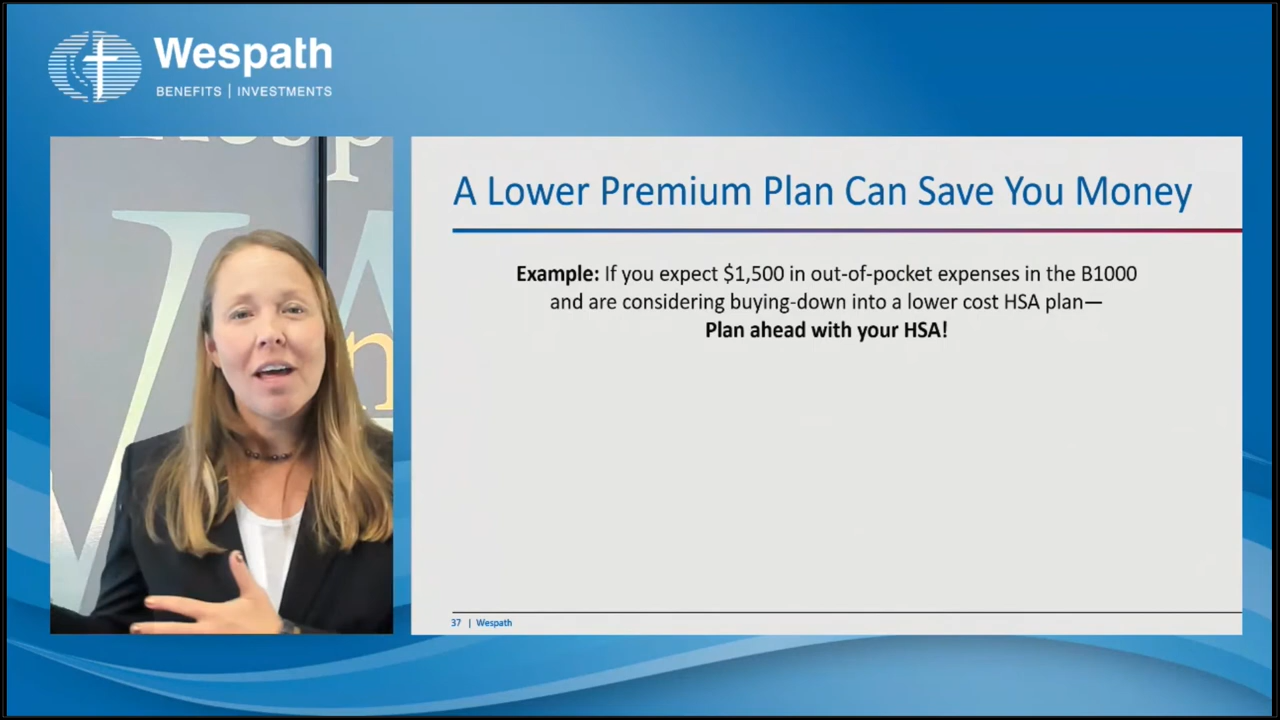 Wespath
BENEFITS | INVESTMENTS
A Lower Premium Plan Can Save You Money
Example: If you expect $1,500 in out-of-pocket expenses in the B1000
and are considering buying-down into a lower cost HSA plan—
Plan ahead with your HSA!
37 | Wespath